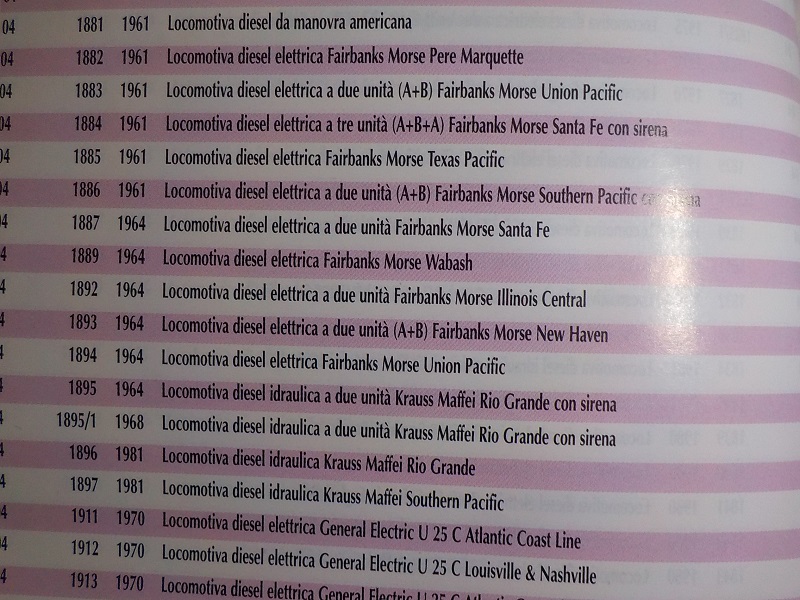 04 1881 1961 Locomotiva diesel da manovra americana
04 1882 1961 Locomotiva diesel elettrica Fairbanks Morse Pere Marquette
04 1883 1961 Locomotiva diesel elettrica a due unità (A+B) Fairbanks Morse Union Pacific
04 1884 1961 Locomotiva diesel elettrica a tre unità (A+B+A) Fairbanks Morse Santa Fe con sirena
04 1885 1961 Locomotiva diesel elettrica Fairbanks Morse Texas Pacific
04 1886 1961 Locomotiva diesel elettrica a due unità (A+B) Fairbanks Morse Southern Pacific con sirena
04 1887 1964 Locomotiva diesel elettrica a due unità Fairbanks Morse Santa Fe
4 1889 1964 Locomotiva diesel elettrica Fairbanks Morse Wabash
4 1892 1964 Locomotiva diesel elettrica a due unità Fairbanks Morse Illinois Central
4 1893 1964 Locomotiva diesel elettrica a due unità (A+B) Fairbanks Morse New Haven
4 1894 1964 Locomotiva diesel elettrica Fairbanks Morse Union Pacific
4 1895 1964 Locomotiva diesel idraulica a due unità Krauss Maffei Rio Grande con sirena
4 1895/1 1968 Locomotiva diesel idraulica a due unità Krauss Maffei Rio Grande con sirena
4 1896 1981 Locomotiva diesel idraulica Krauss Maffei Rio Grande
4 1897 1981 Locomotiva diesel idraulica Krauss Maffei Southern Pacific
4 1911 1970 Locomotiva diesel elettrica General Electric U 25 C Atlantic Coast Line
4 1912 1970 Locomotiva diesel elettrica General Electric U 25 C Louisville & Nashville
4 1913 1970 Locomotiva diesel elettrica General Electric U 25 C